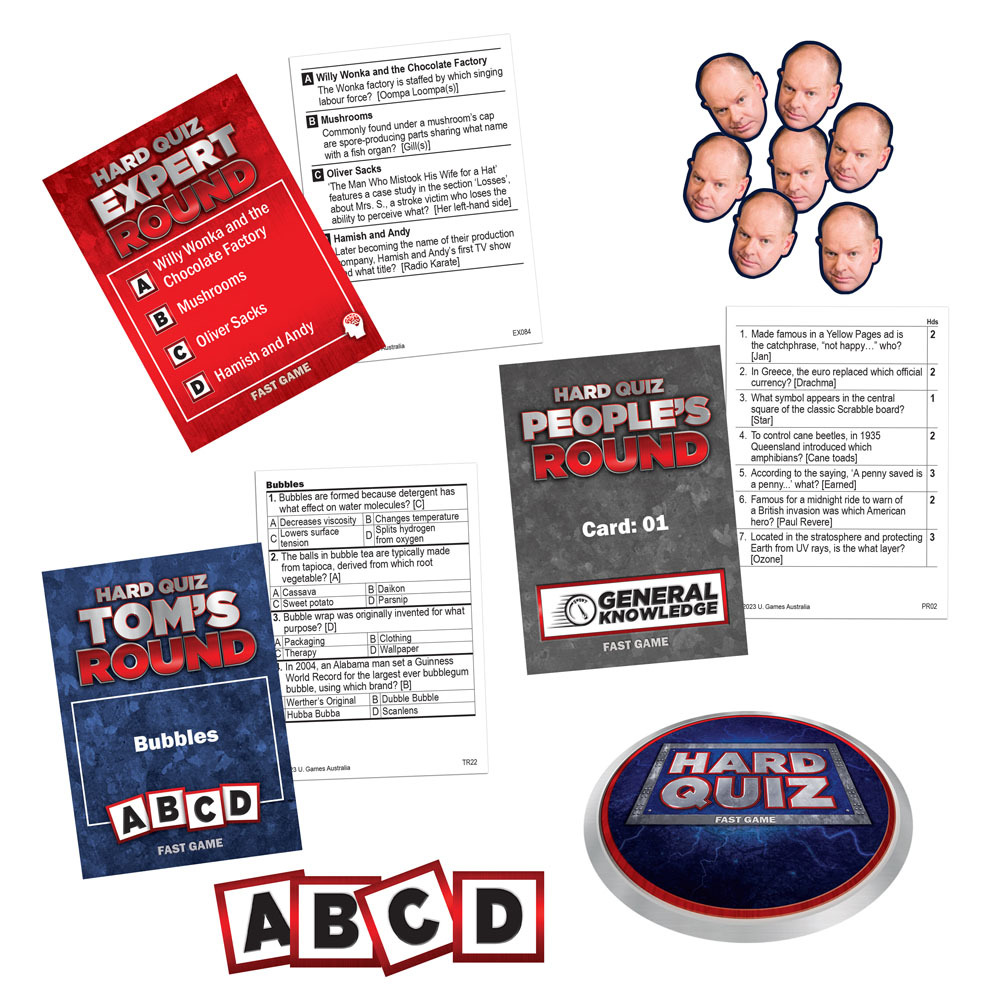 HARD QUIZ
EXPERT
ROUND
A Willy Wonka and the
Chocolate Factory
B Mushrooms
C Oliver Sacks
D Hamish and Andy
FAST GAME
A Willy Wonka and the Chocolate Factory
The Wonka factory is staffed by which singing
labour force? [Oompa Loompa(s)]
B Mushrooms
Commonly found under a mushroom's cap
are spore-producing parts sharing what name
with a fish organ? [Gill(s)]
C Oliver Sacks
'The Man Who Mistook His Wife for a Hat'
features a case study in the section 'Losses',
about Mrs. S., a stroke victim who loses the
ability to perceive what? [Her left-hand side]
Hamish and Andy
Later becoming the name of their production
company, Hamish and Andy's first TV show
what title? [Radio Karate]
Australia
EX084
HARD QUIZ
PEOPLE'S
ROUND
Card: 01
GENERAL
KNOWLEDGE
FAST GAME
Hds
1. Made famous in a Yellow Pages ad is 2
the catchphrase, "not happy…" who?
[Jan]
2. In Greece, the euro replaced which official 2
currency? [Drachma]
3. What symbol appears in the central 1
square of the classic Scrabble board?
[Star]
4. To control cane beetles, in 1935 2
Queensland introduced which
amphibians? [Cane toads]
5. According to the saying, 'A penny saved is 3
a penny...' what? [Earned]
6. Famous for a midnight ride to warn of 2
a British invasion was which American
hero? [Paul Revere]
7. Located in the stratosphere and protecting 3
Earth from UV rays, is the what layer?
[Ozone]
2023 U. Games Australia
PR02
HARD QUIZ
TOM'S
ROUND
Bubbles
A B C D
FAST GAME
Bubbles
1. Bubbles are formed because detergent has
what effect on water molecules? [C]
A Decreases viscosity B Changes temperature
C Lowers surface
tension
D Splits hydrogen
from oxygen
2. The balls in bubble tea are typically made
from tapioca, derived from which root
vegetable? [A]
A Cassava B Daikon
C Sweet potato D Parsnip
3. Bubble wrap was originally invented for what
purpose? [D]
A Packaging B Clothing
C Therapy D Wallpaper
In 2004, an Alabama man set a Guinness
World Record for the largest ever bubblegum
bubble, using which brand? [B]
Werther's Original B Dubble Bubble
Hubba Bubba D Scanlens
23 U. Games Australia
TR22
A B C D
HARD
QUIZ
FAST GAME